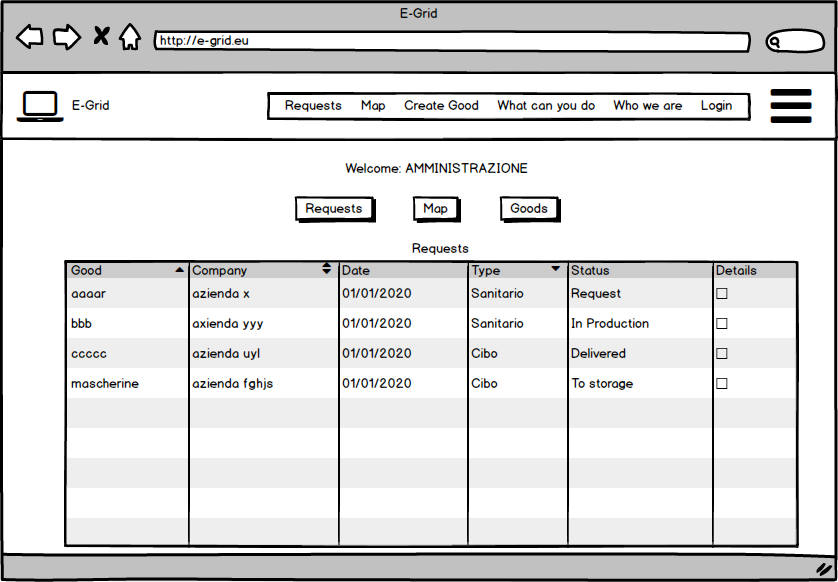 E-Grid
http://e-grid.eu
E-Grid
Requests Map Create Good What can you do Who we are Login
Welcome: AMMINISTRAZIONE
Requests Map Goods
Requests
Good Company Date Type Status Details
aaaar azienda x 01/01/2020 Sanitario Request
bbb axienda yyy 01/01/2020 Sanitario In Production
ccccc azienda uyl 01/01/2020 Cibo Delivered
mascherine azienda fghjs 01/01/2020 Cibo To storage